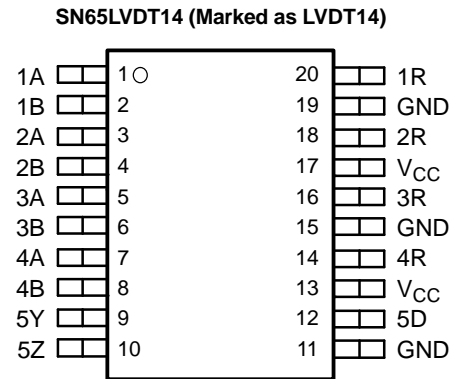 SN65LVDT14 (Marked as LVDT14)
1A 1 20 1R
1B 2 19 GND
2A 3 18 2R
2B 4 17 VCC
3A 5 16 3R
3B 6 15 GND
4A 7 14 4R
4B 8 13 VCC
5Y 9 12 5D
5Z 10 11 GND